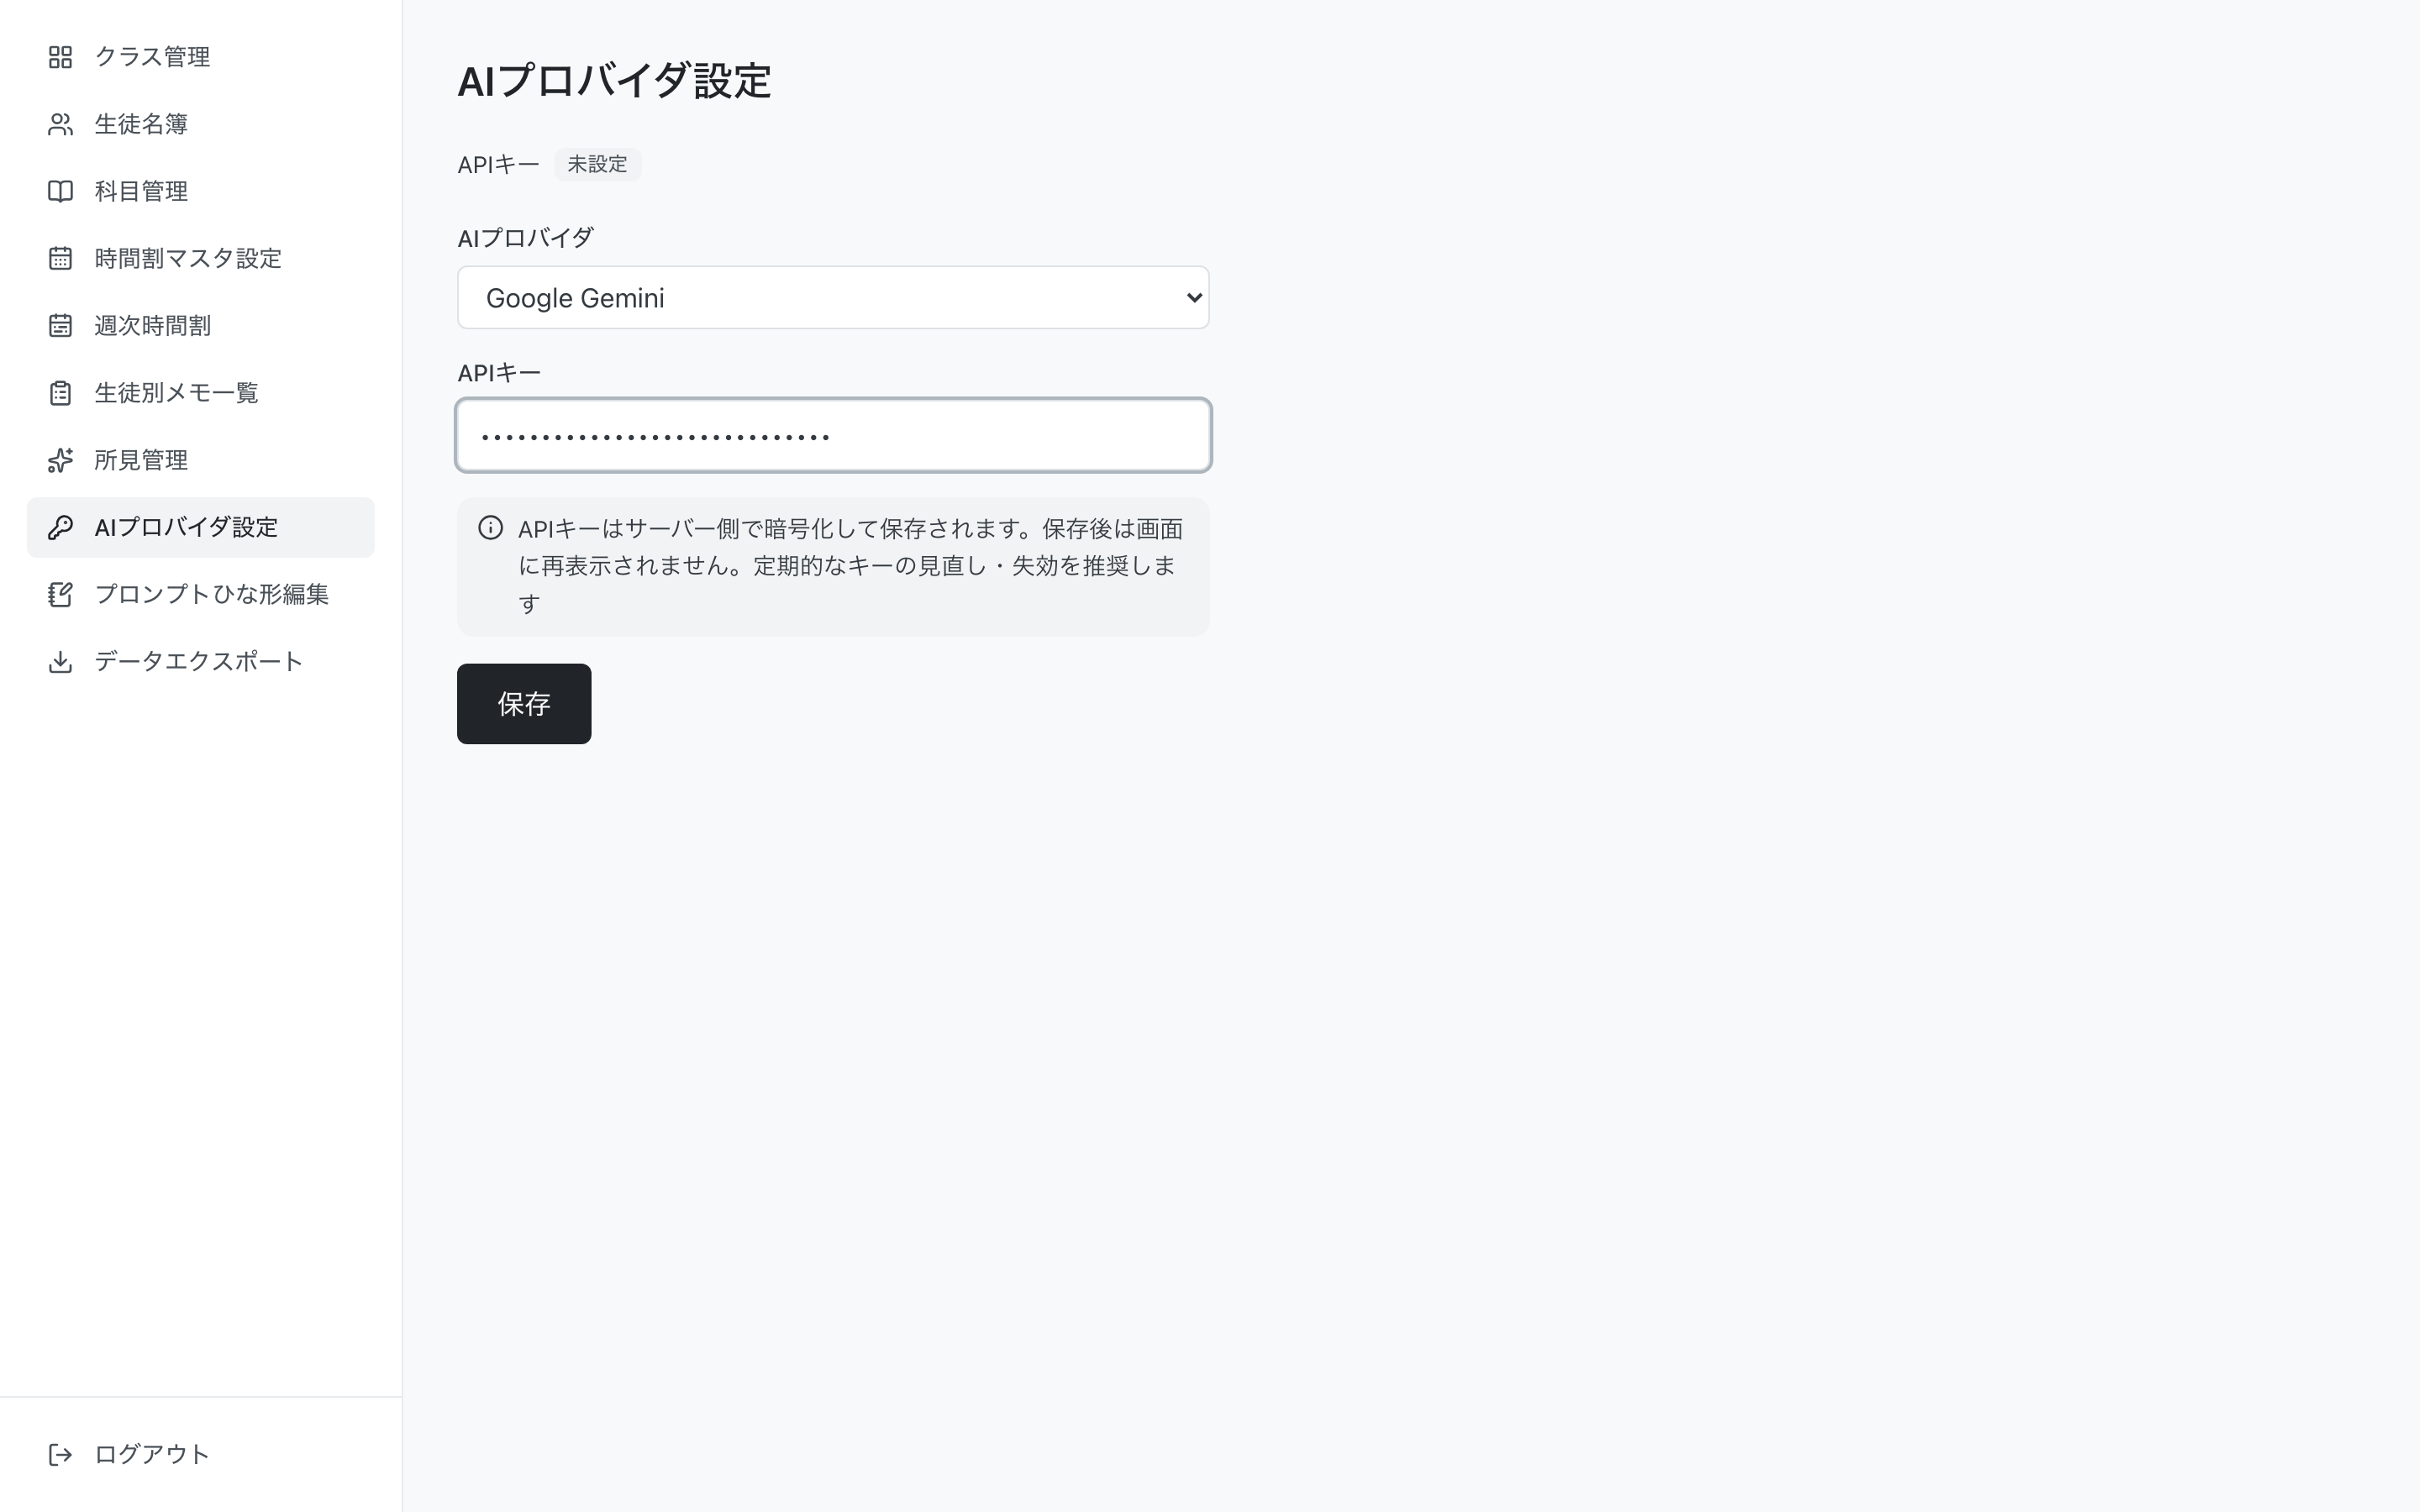 クラス管理
生徒名簿
科目管理
時間割マスタ設定
週次時間割
生徒別メモ一覧
所見管理
AIプロバイダ設定
プロンプトひな形編集
データエクスポート
ログアウト
AIプロバイダ設定
APIキー 未設定
AIプロバイダ
Google Gemini
APIキー
•••••••••••••••••••••••••••••
APIキーはサーバー側で暗号化して保存されます。保存後は画面
に再表示されません。定期的なキーの見直し・失効を推奨しま
す
保存